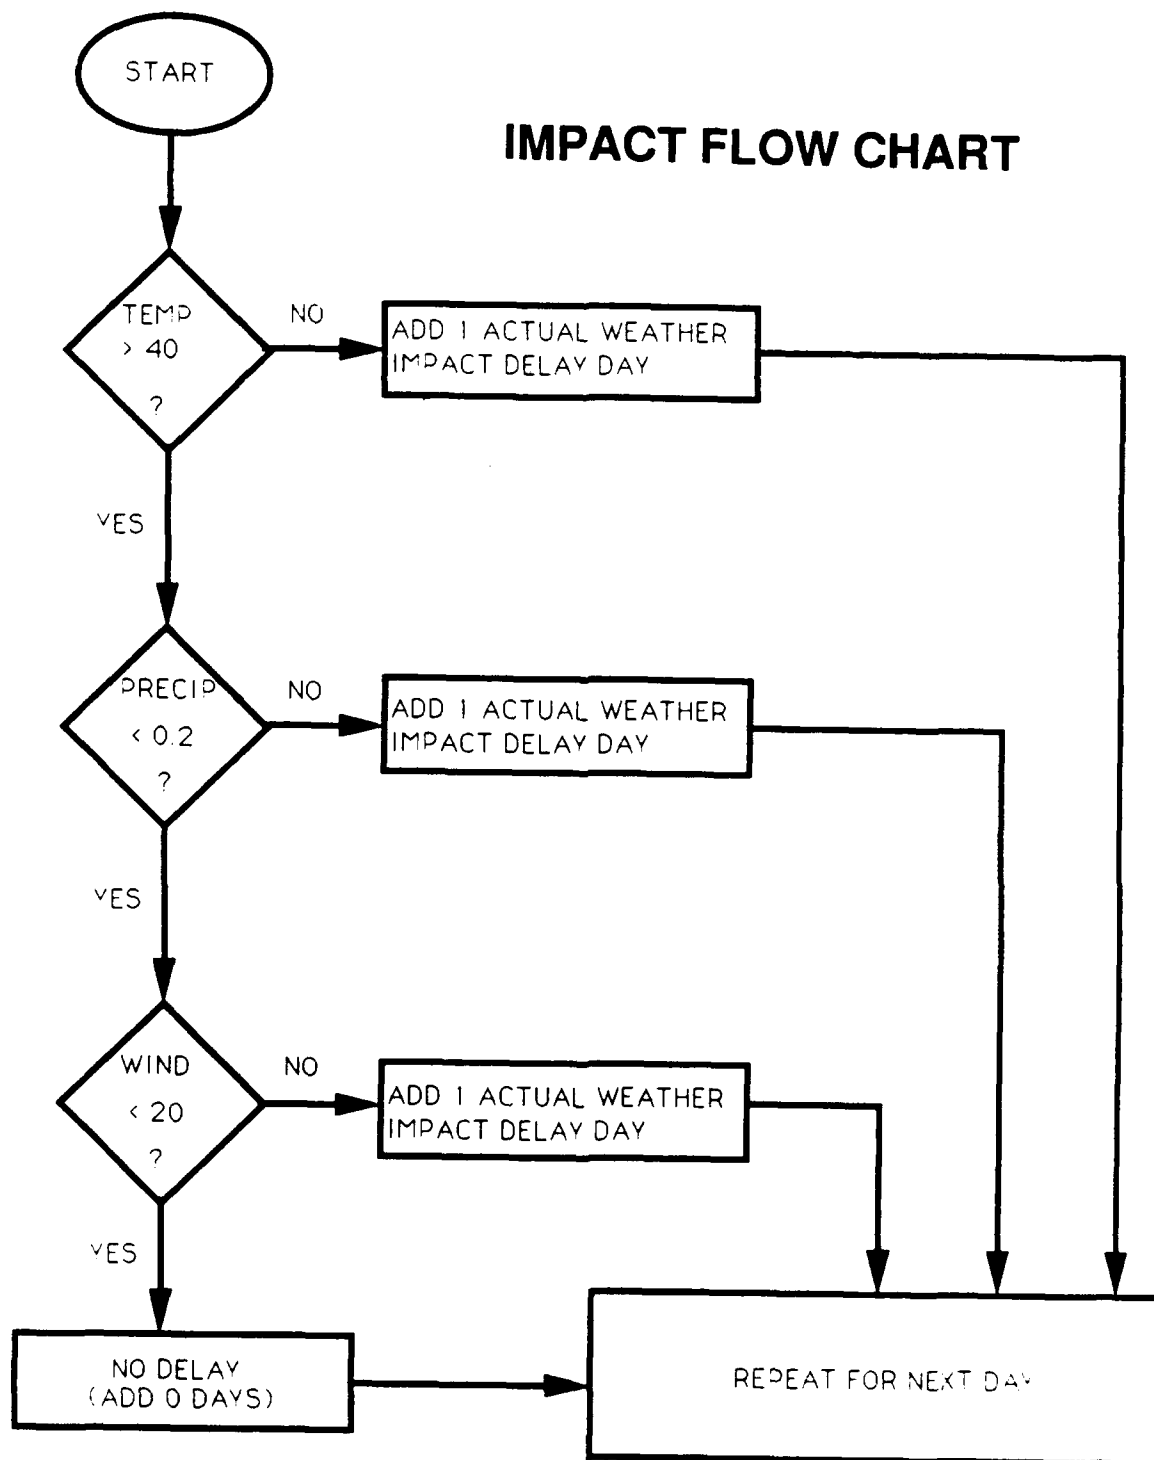 START
IMPACT FLOW CHART
TEMP
> 40
?
NO
ADD 1 ACTUAL WEATHER
IMPACT DELAY DAY
YES
PRECIP
< 0.2
?
NO
ADD 1 ACTUAL WEATHER
IMPACT DELAY DAY
YES
WIND
< 20
?
NO
ADD 1 ACTUAL WEATHER
IMPACT DELAY DAY
YES
NO DELAY
(ADD 0 DAYS)
REPEAT FOR NEXT DAY